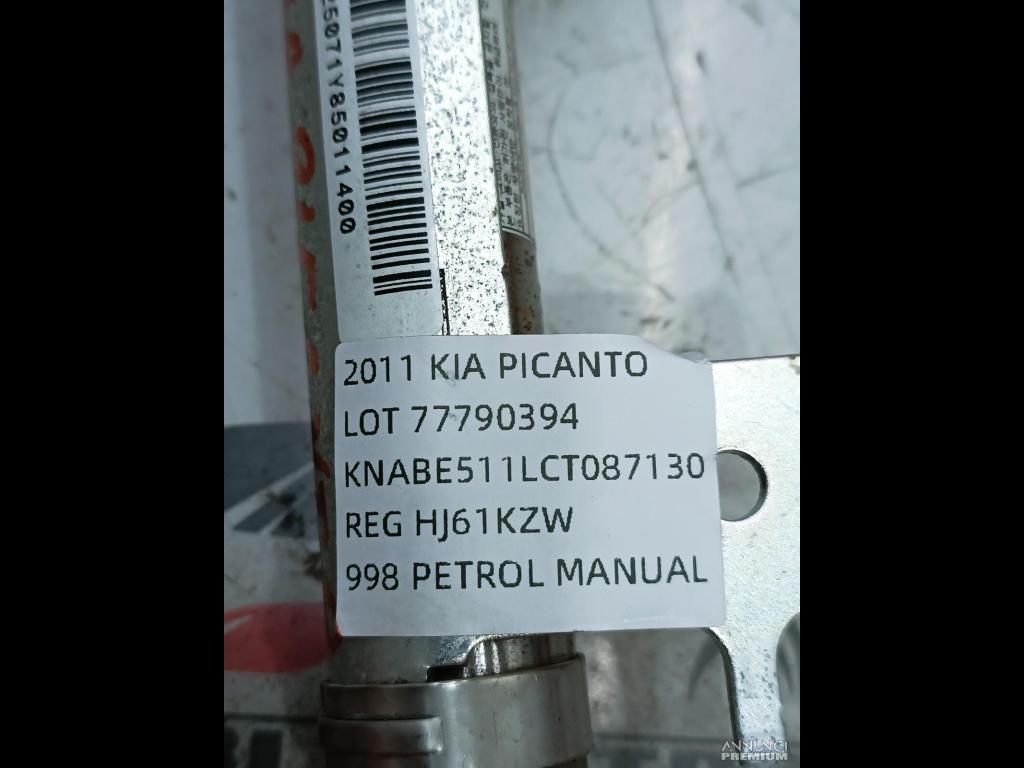 25071Y85011400
2011 KIA PICANTO
LOT 77790394
KNABE511LCT087130
REG HJ61KZW
998 PETROL MANUAL
ANNUNCI
PREMIUM